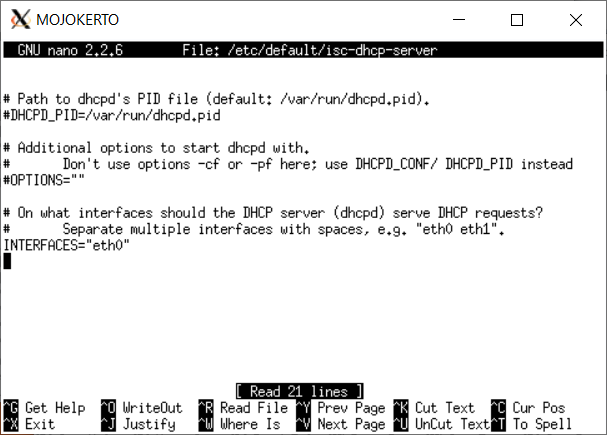 MOJOKERTO
GNU nano 2.2.6 File: /etc/default/isc-dhcp-server
# Path to dhcpd's PID file (default: /var/run/dhcpd.pid).
#DHCPD_PID=/var/run/dhcpd.pid
# Additional options to start dhcpd with.
# Don't use options -cf or -pf here; use DHCPD_CONF/ DHCPD_PID instead
#OPTIONS=""
# On what interfaces should the DHCP server (dhcpd) serve DHCP requests?
# Separate multiple interfaces with spaces, e.g. "eth0 eth1".
INTERFACES="eth0"
[ Read 21 lines ]
^G Get Help ^O WriteOut ^R Read File ^Y Prev Page ^K Cut Text ^C Cur Pos
^X Exit ^J Justify ^W Where Is ^V Next Page ^U UnCut Text^T To Spell